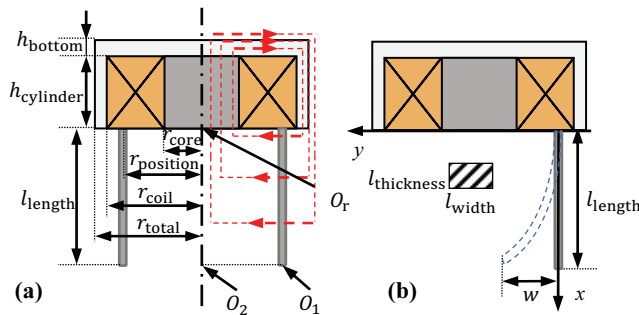 h_bottom
h_cylinder
l_length
r_core
r_position
r_coil
r_total
O_r
O_2
O_1
(a)
y
l_thickness
l_width
l_length
w
x
(b)